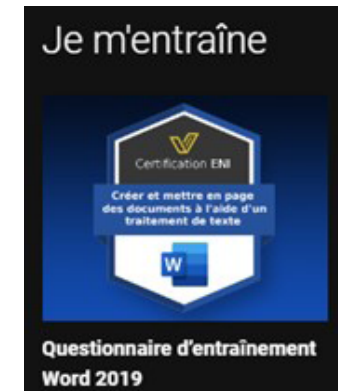 Je m'entraîne
Certification ENI
Créer et mettre en page
des documents à l'aide d'un
traitement de texte
W
Questionnaire d'entraînement
Word 2019